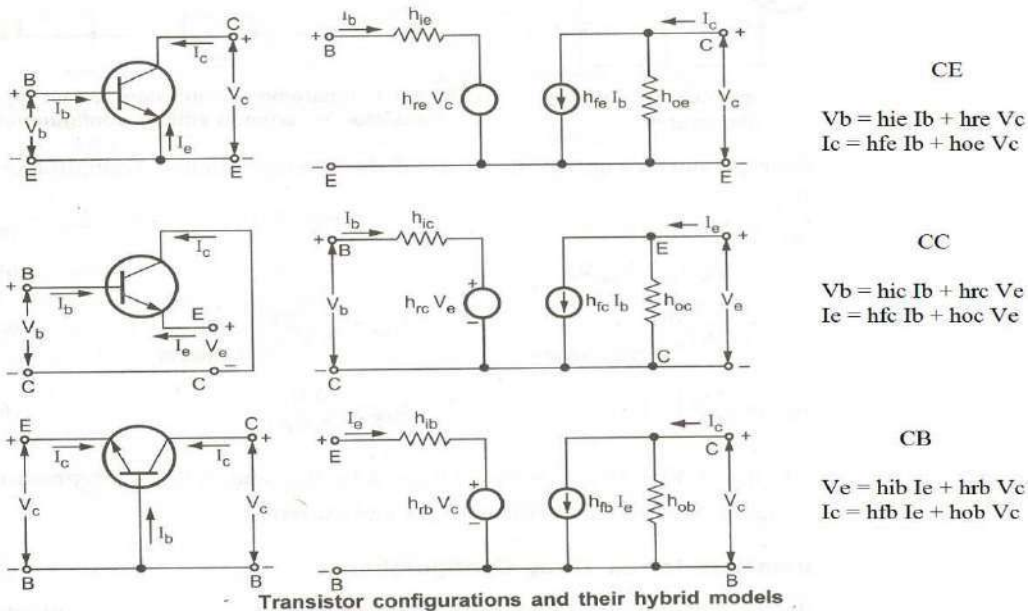 C
+
I_c
B
+
I_b
V_b
V_c
I_e
−
E
−
E
I_b
h_ie
+
B
h_re V_c
h_fe I_b
h_oe
I_c
+
C
V_c
−
E
−
E
CE
Vb = hie Ib + hre Vc
Ic = hfe Ib + hoe Vc
I_c
B
+
I_b
V_b
E
+
I_e
V_e
−
C
−
C
I_b
h_ic
+
B
V_b
+
h_rc V_e
−
h_fc I_b
E
h_oc
C
I_e
+
V_e
−
C
−
CC
Vb = hic Ib + hrc Ve
Ie = hfc Ib + hoc Ve
E
+
I_c
C
+
I_c
V_c
V_c
I_b
−
B
−
B
I_e
h_ib
+
E
+
h_rb V_c
−
h_fb I_e
h_ob
I_c
+
C
V_c
−
B
−
B
CB
Ve = hib Ie + hrb Vc
Ic = hfb Ie + hob Vc
Transistor configurations and their hybrid models